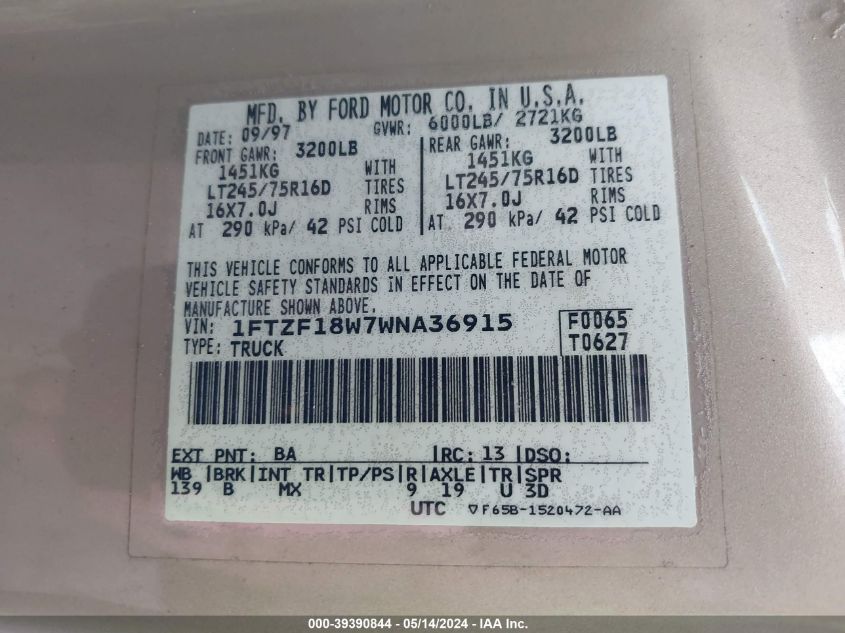 MFD. BY FORD MOTOR CO. IN U.S.A.
DATE: 09/97 GVWR: 6000LB/ 2721KG
FRONT GAWR: 3200LB REAR GAWR: 3200LB
1451KG WITH 1451KG WITH
LT245/75R16D TIRES LT245/75R16D TIRES
16X7.0J RIMS 16X7.0J RIMS
AT 290 kPa/ 42 PSI COLD AT 290 kPa/ 42 PSI COLD
THIS VEHICLE CONFORMS TO ALL APPLICABLE FEDERAL MOTOR
VEHICLE SAFETY STANDARDS IN EFFECT ON THE DATE OF
MANUFACTURE SHOWN ABOVE.
VIN: 1FTZF18W7WNA36915 F0065
TYPE: TRUCK T0627
EXT PNT: BA |RC: 13 |DSO:
WB |BRK|INT TR|TP/PS|R|AXLE|TR|SPR
139 B MX 9 19 U 3D
UTC ▽F65B-1520472-AA
000-39390844 - 05/14/2024 - IAA Inc.